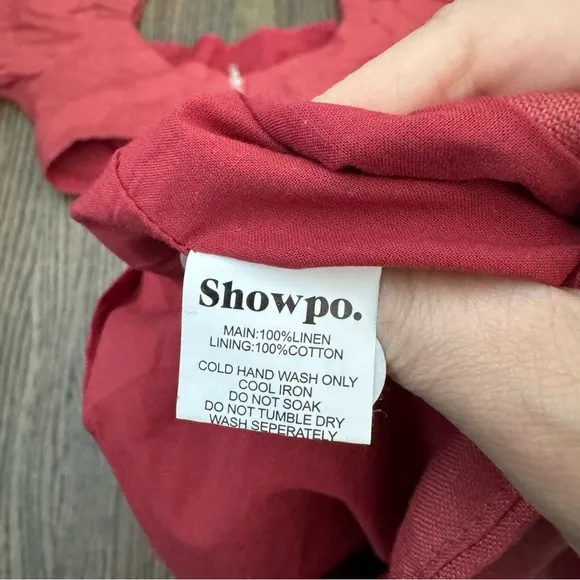 Showpo.
MAIN:100%LINEN
LINING:100%COTTON
COLD HAND WASH ONLY
COOL IRON
DO NOT SOAK
DO NOT TUMBLE DRY
WASH SEPERATELY